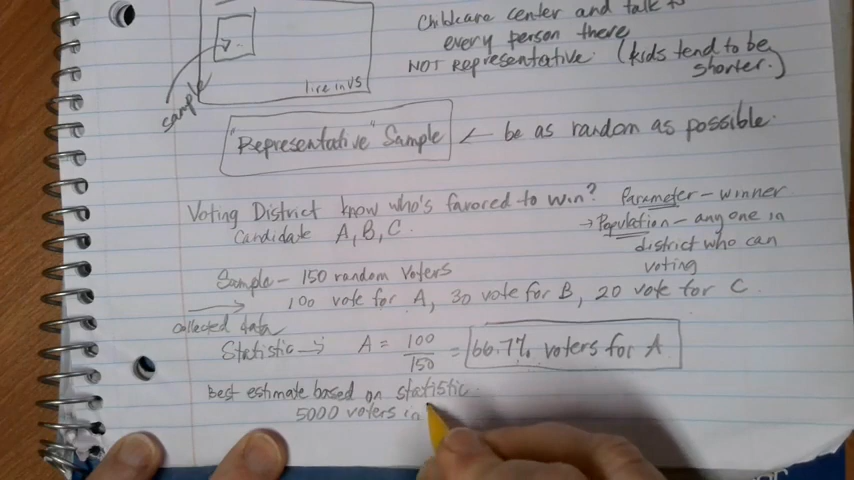 Childcare center and talk to
every person there
NOT Representative. (kids tend to be
shorter.)
live in US
sample
"Representative" Sample ← be as random as possible.
Voting District know who's favored to win? Parameter - winner
Candidate A, B, C.
→ Population - anyone in
district who can
voting
Sample - 150 random voters
100 vote for A, 30 vote for B, 20 vote for C.
collected data
Statistic → A = 100/150 = 66.7% voters for A
Best estimate based on statistic.
5000 voters in